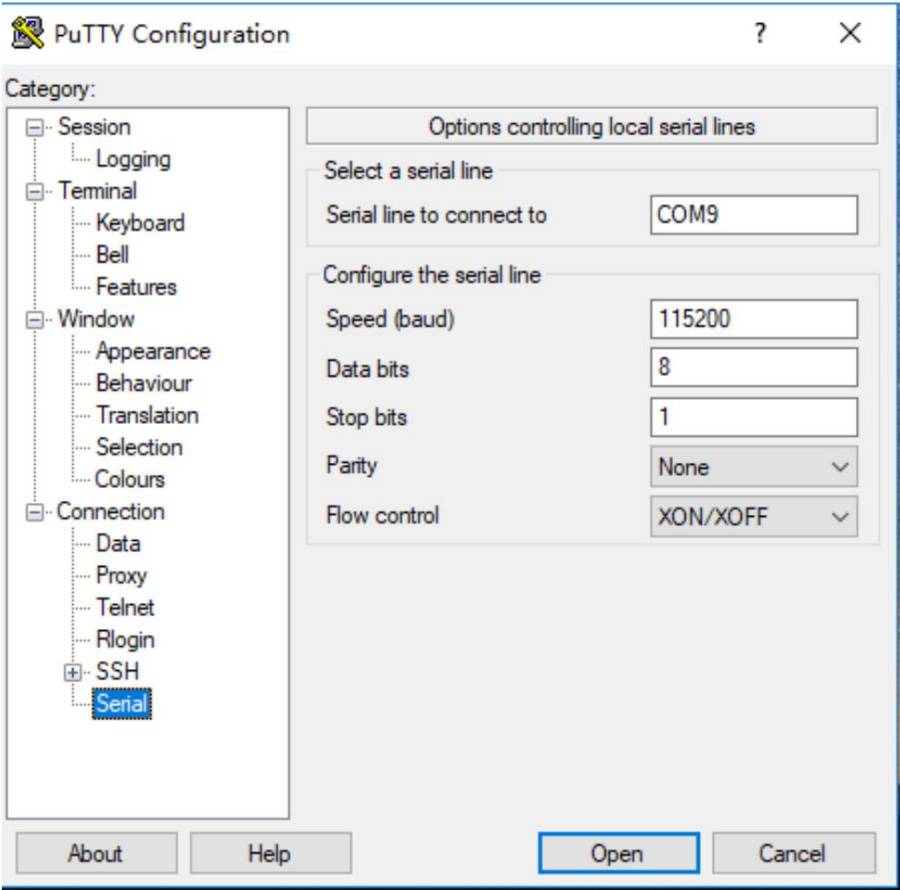 PuTTY Configuration
?
Category:
Session
Logging
Terminal
Keyboard
Bell
Features
Window
Appearance
Behaviour
Translation
Selection
Colours
Connection
Data
Proxy
Telnet
Rlogin
SSH
Serial
Options controlling local serial lines
Select a serial line
Serial line to connect to COM9
Configure the serial line
Speed (baud) 115200
Data bits 8
Stop bits 1
Parity None
Flow control XON/XOFF
About Help Open Cancel